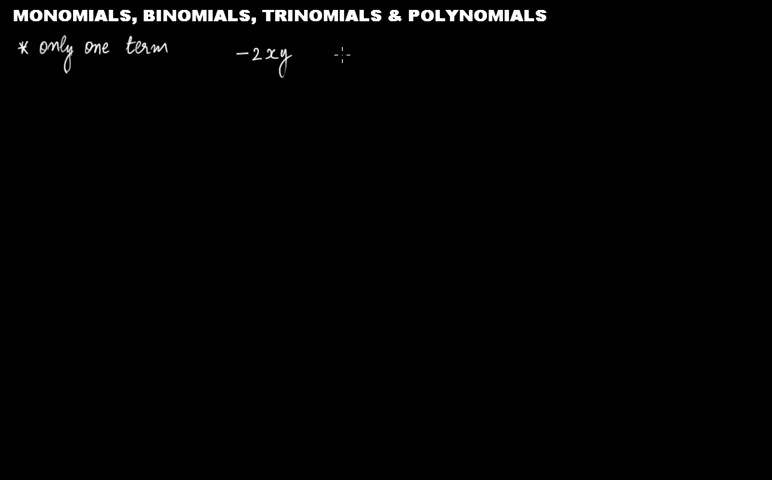 MONOMIALS, BINOMIALS, TRINOMIALS & POLYNOMIALS
* only one term -2xy